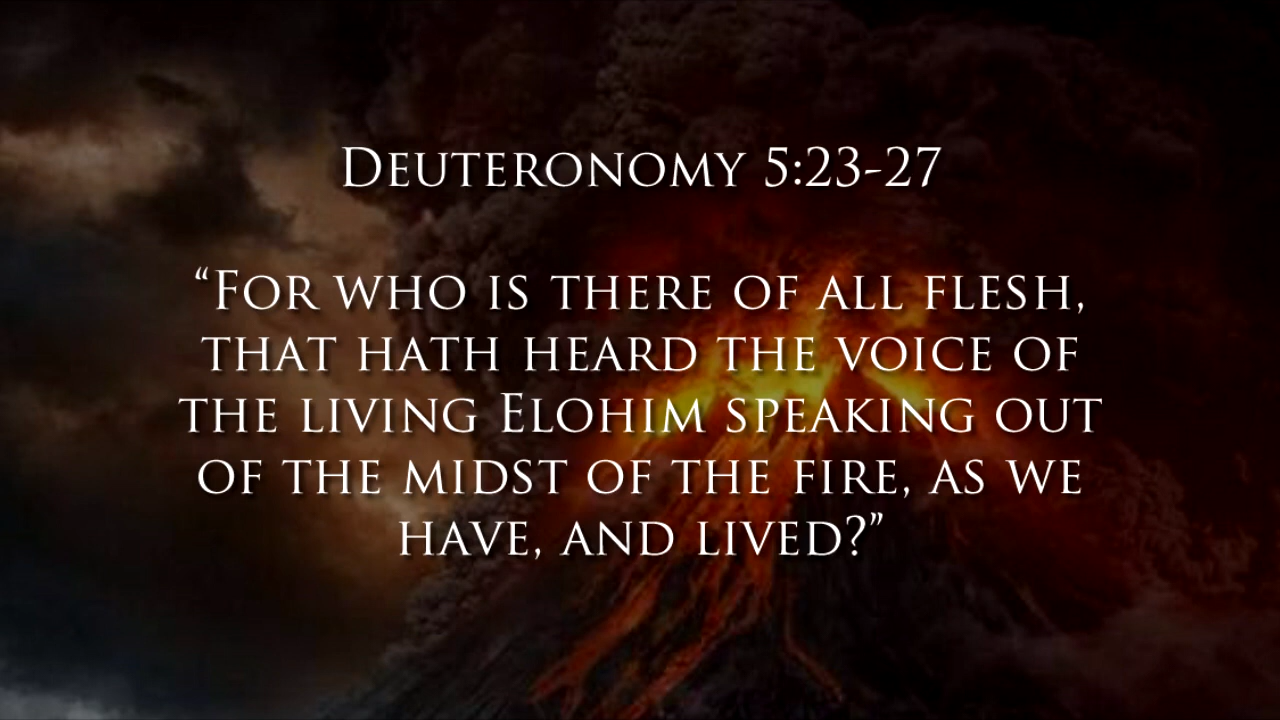 Deuteronomy 5:23-27
“For who is there of all flesh,
that hath heard the voice of
the living Elohim speaking out
of the midst of the fire, as we
have, and lived?”